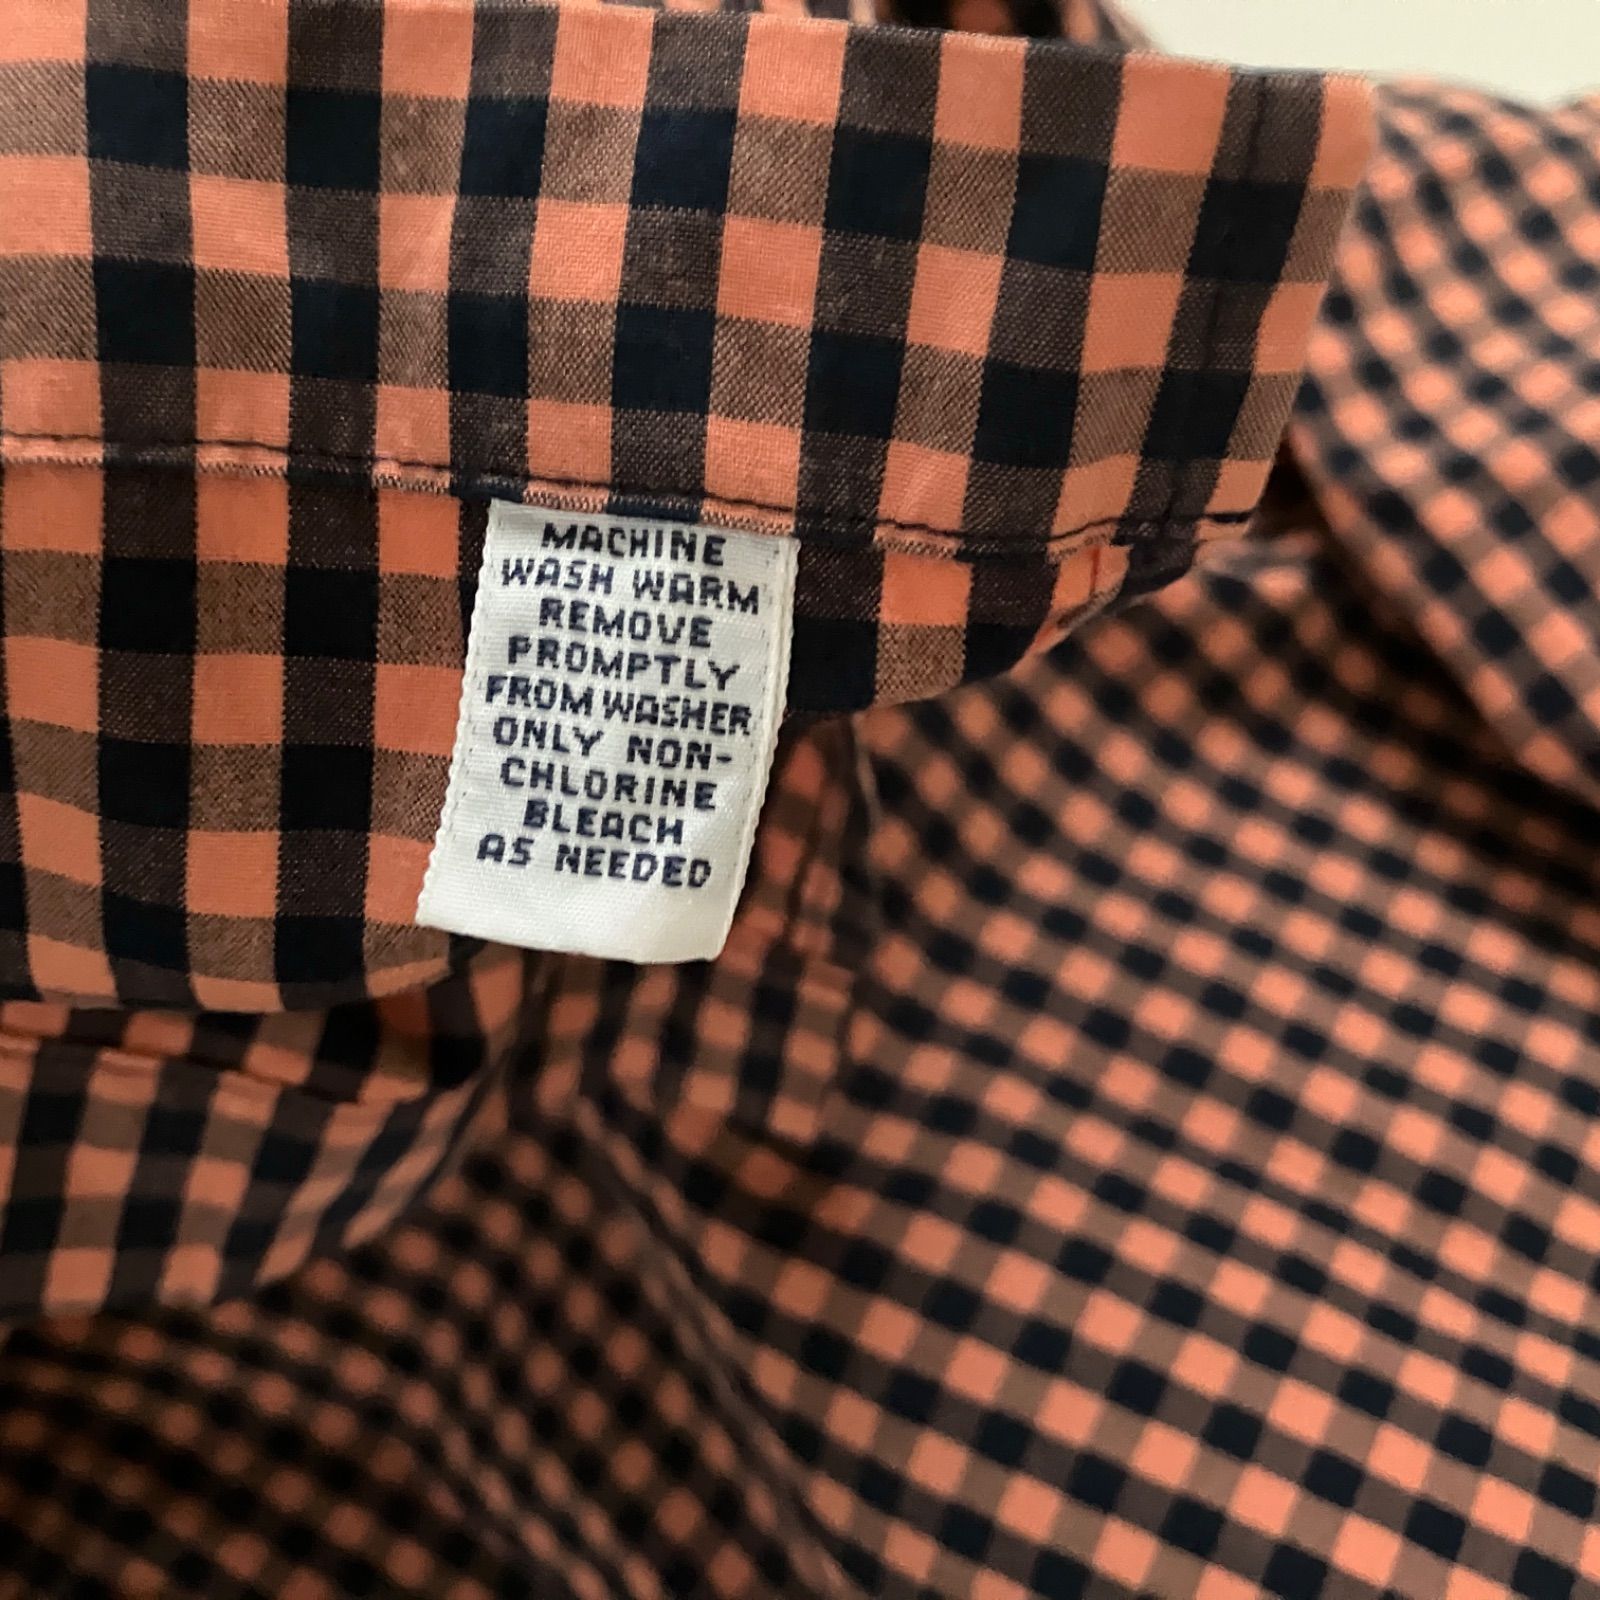 MACHINE
WASH WARM
REMOVE
PROMPTLY
FROM WASHER
ONLY NON-
CHLORINE
BLEACH
AS NEEDED